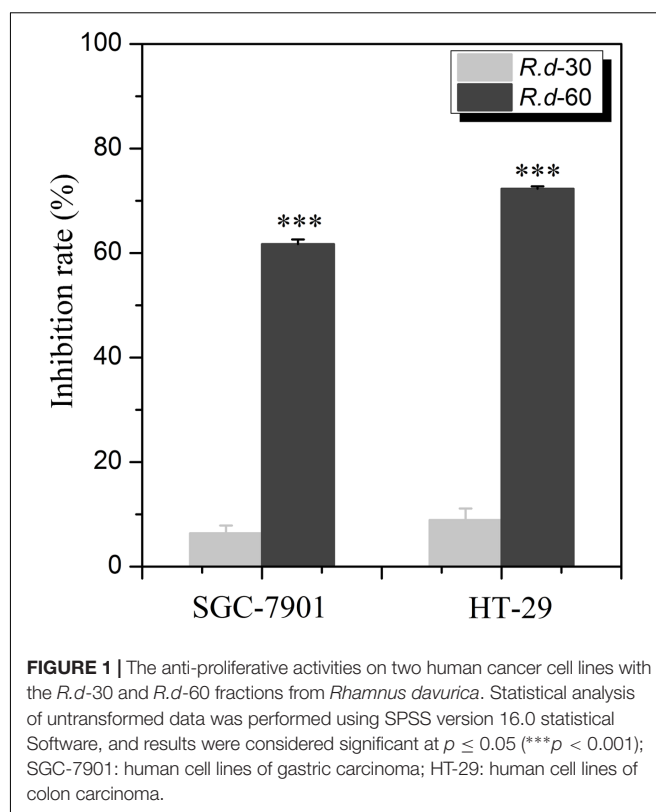 100
80
60
40
20
0
Inhibition rate (%)
R.d-30
R.d-60
***
***
SGC-7901 HT-29
FIGURE 1 | The anti-proliferative activities on two human cancer cell lines with
the R.d-30 and R.d-60 fractions from Rhamnus davurica. Statistical analysis
of untransformed data was performed using SPSS version 16.0 statistical
Software, and results were considered significant at p ≤ 0.05 (***p < 0.001);
SGC-7901: human cell lines of gastric carcinoma; HT-29: human cell lines of
colon carcinoma.